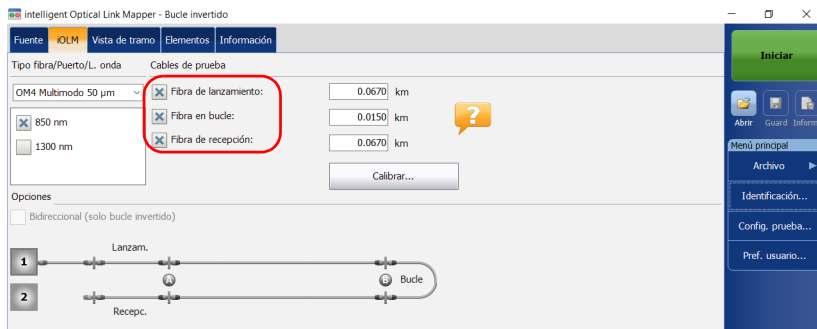 intelligent Optical Link Mapper - Bucle invertido
Fuente iOLM Vista de tramo Elementos Información
Tipo fibra/Puerto/L. onda Cables de prueba
OM4 Multimodo 50 µm
850 nm
1300 nm
Fibra de lanzamiento: 0.0670 km
Fibra en bucle: 0.0150 km
Fibra de recepción: 0.0670 km
?
Calibrar...
Opciones
Bidireccional (solo bucle invertido)
Lanzam.
1
A B Bucle
2
Recepc.
Iniciar
Abrir Guard Inform
Menú principal
Archivo
Identificación...
Config. prueba...
Pref. usuario...